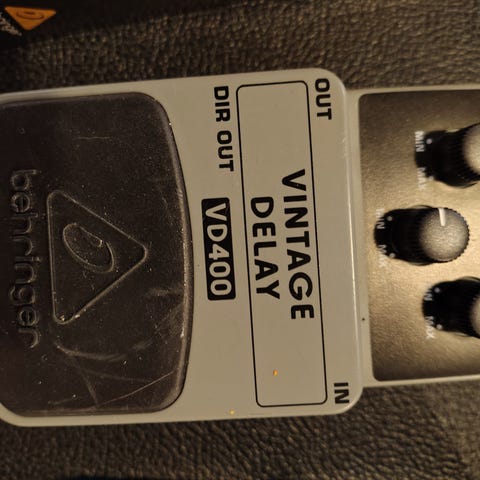 MIN MAX MIN MAX MIN MAX
OUT IN
VINTAGE
DELAY
DIR OUT VD400
behringer